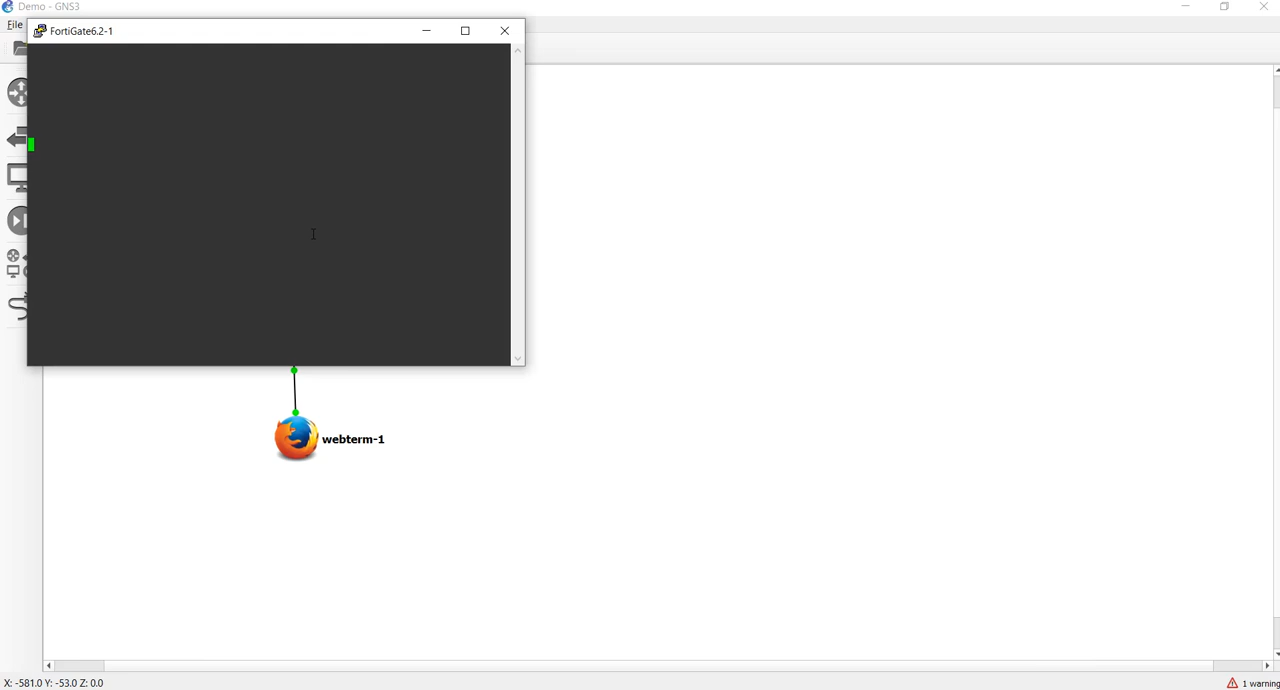 Demo - GNS3
File
FortiGate6.2-1
webterm-1
X: -581.0 Y: -53.0 Z: 0.0
1 warning